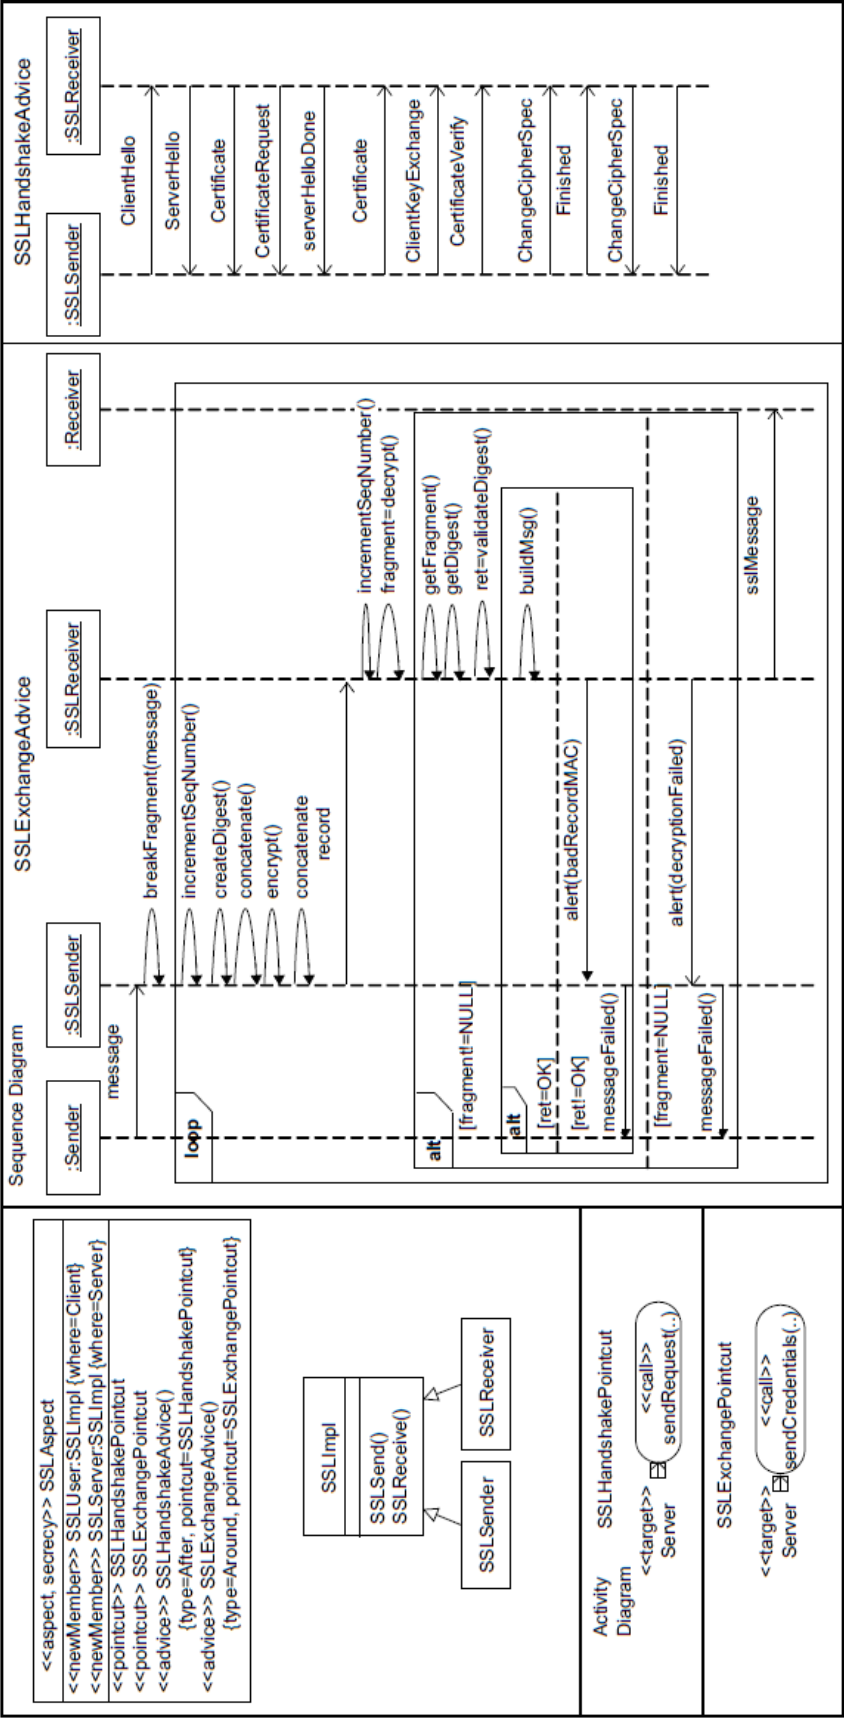 <<aspect, secrecy>> SSLAspect
<<newMember>> SSLUser:SSLImpl {where=Client}
<<newMember>> SSLServer:SSLImpl {where=Server}
<<pointcut>> SSLHandshakePointcut
<<pointcut>> SSLExchangePointcut
<<advice>> SSLHandshakeAdvice()
{type=After, pointcut=SSLHandshakePointcut}
<<advice>> SSLExchangeAdvice()
{type=Around, pointcut=SSLExchangePointcut}
SSLImpl
SSLSend()
SSLReceive()
SSLSender
SSLReceiver
Activity
Diagram
SSLHandshakePointcut
<<target>>
Server
<<call>>
sendRequest(..)
SSLExchangePointcut
<<target>>
Server
<<call>>
sendCredentials(..)
Sequence Diagram
SSLExchangeAdvice
:Sender
:SSLSender
:SSLReceiver
:Receiver
message
breakFragment(message)
loop
incrementSeqNumber()
createDigest()
concatenate()
encrypt()
concatenate
record
incrementSeqNumber()
fragment=decrypt()
alt
[fragment!=NULL]
getFragment()
getDigest()
ret=validateDigest()
alt
[ret=OK]
buildMsg()
[ret!=OK]
alert(badRecordMAC)
messageFailed()
[fragment=NULL]
alert(decryptionFailed)
messageFailed()
sslMessage
SSLHandshakeAdvice
:SSLSender
:SSLReceiver
ClientHello
ServerHello
Certificate
CertificateRequest
serverHelloDone
Certificate
ClientKeyExchange
CertificateVerify
ChangeCipherSpec
Finished
ChangeCipherSpec
Finished